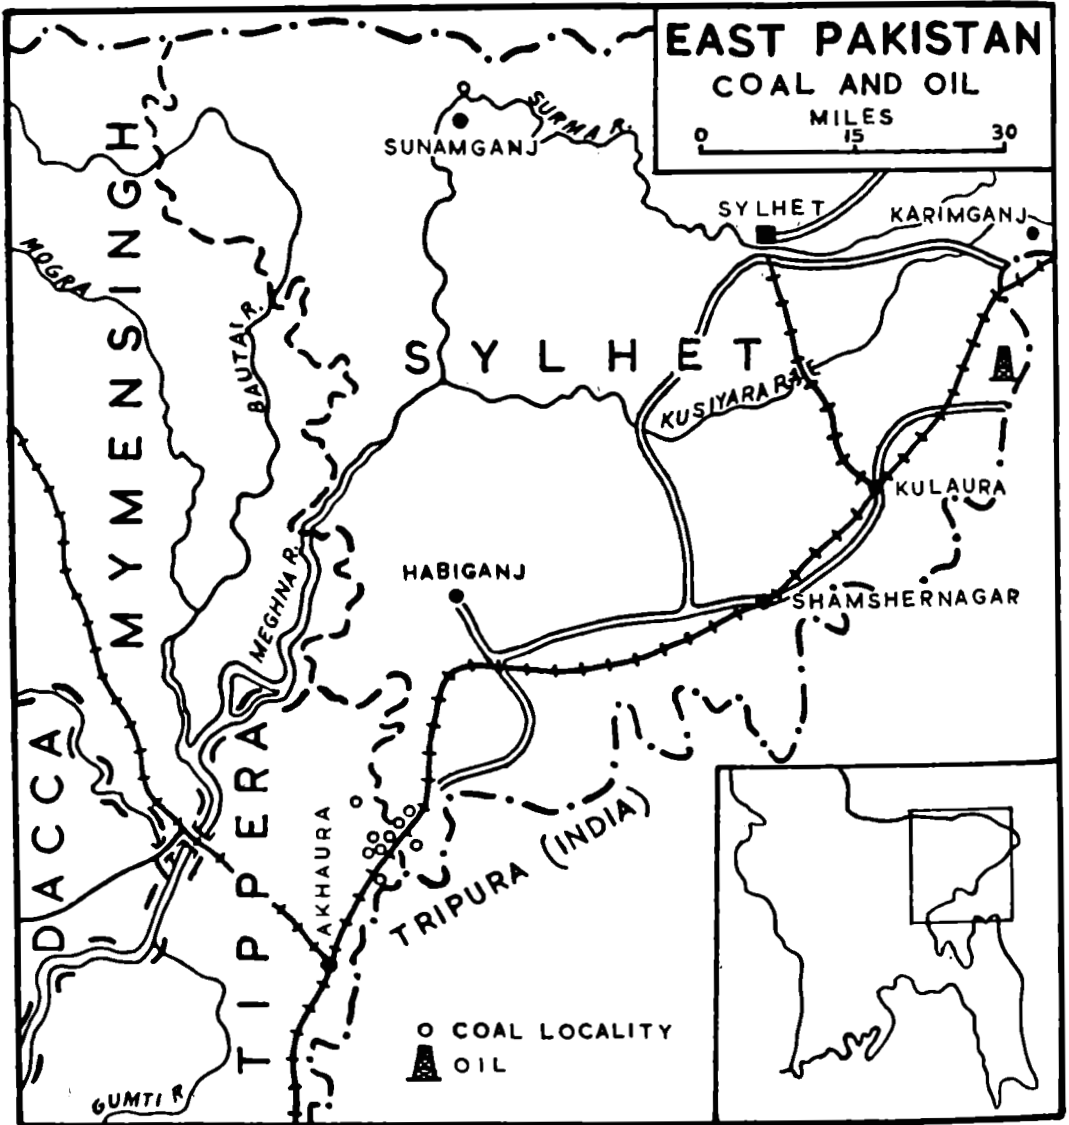 EAST PAKISTAN
COAL AND OIL
MILES
0 15 30
SURMA R.
SUNAMGANJ
SYLHET
KARIMGANJ
MYMENSINGH
MOGRA
BAUTAI R.
SYLHET
KUSIYARA R.
KULAURA
MEGHNA R.
HABIGANJ
SHAMSHERNAGAR
DACCA
TIPPERA
AKHAURA
TRIPURA (INDIA)
COAL LOCALITY
OIL
GUMTI R